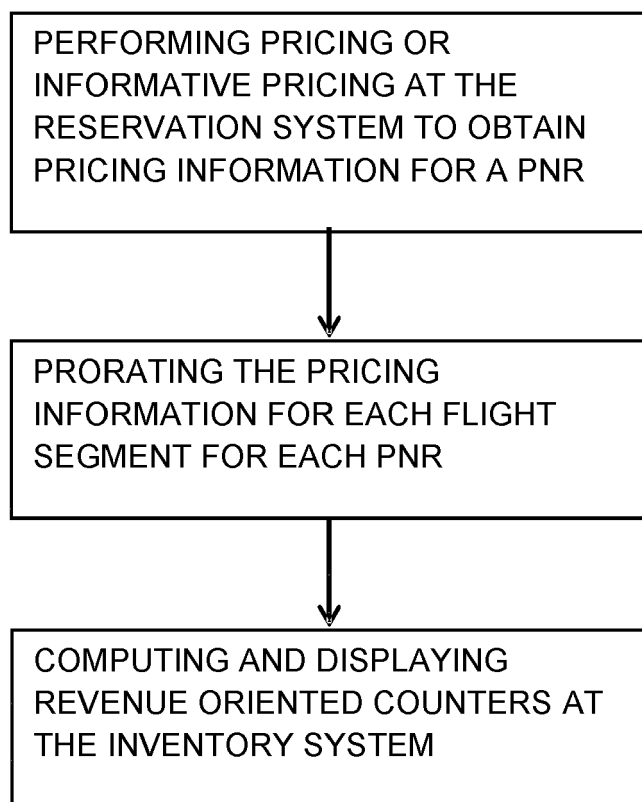 PERFORMING PRICING OR
INFORMATIVE PRICING AT THE
RESERVATION SYSTEM TO OBTAIN
PRICING INFORMATION FOR A PNR
PRORATING THE PRICING
INFORMATION FOR EACH FLIGHT
SEGMENT FOR EACH PNR
COMPUTING AND DISPLAYING
REVENUE ORIENTED COUNTERS AT
THE INVENTORY SYSTEM